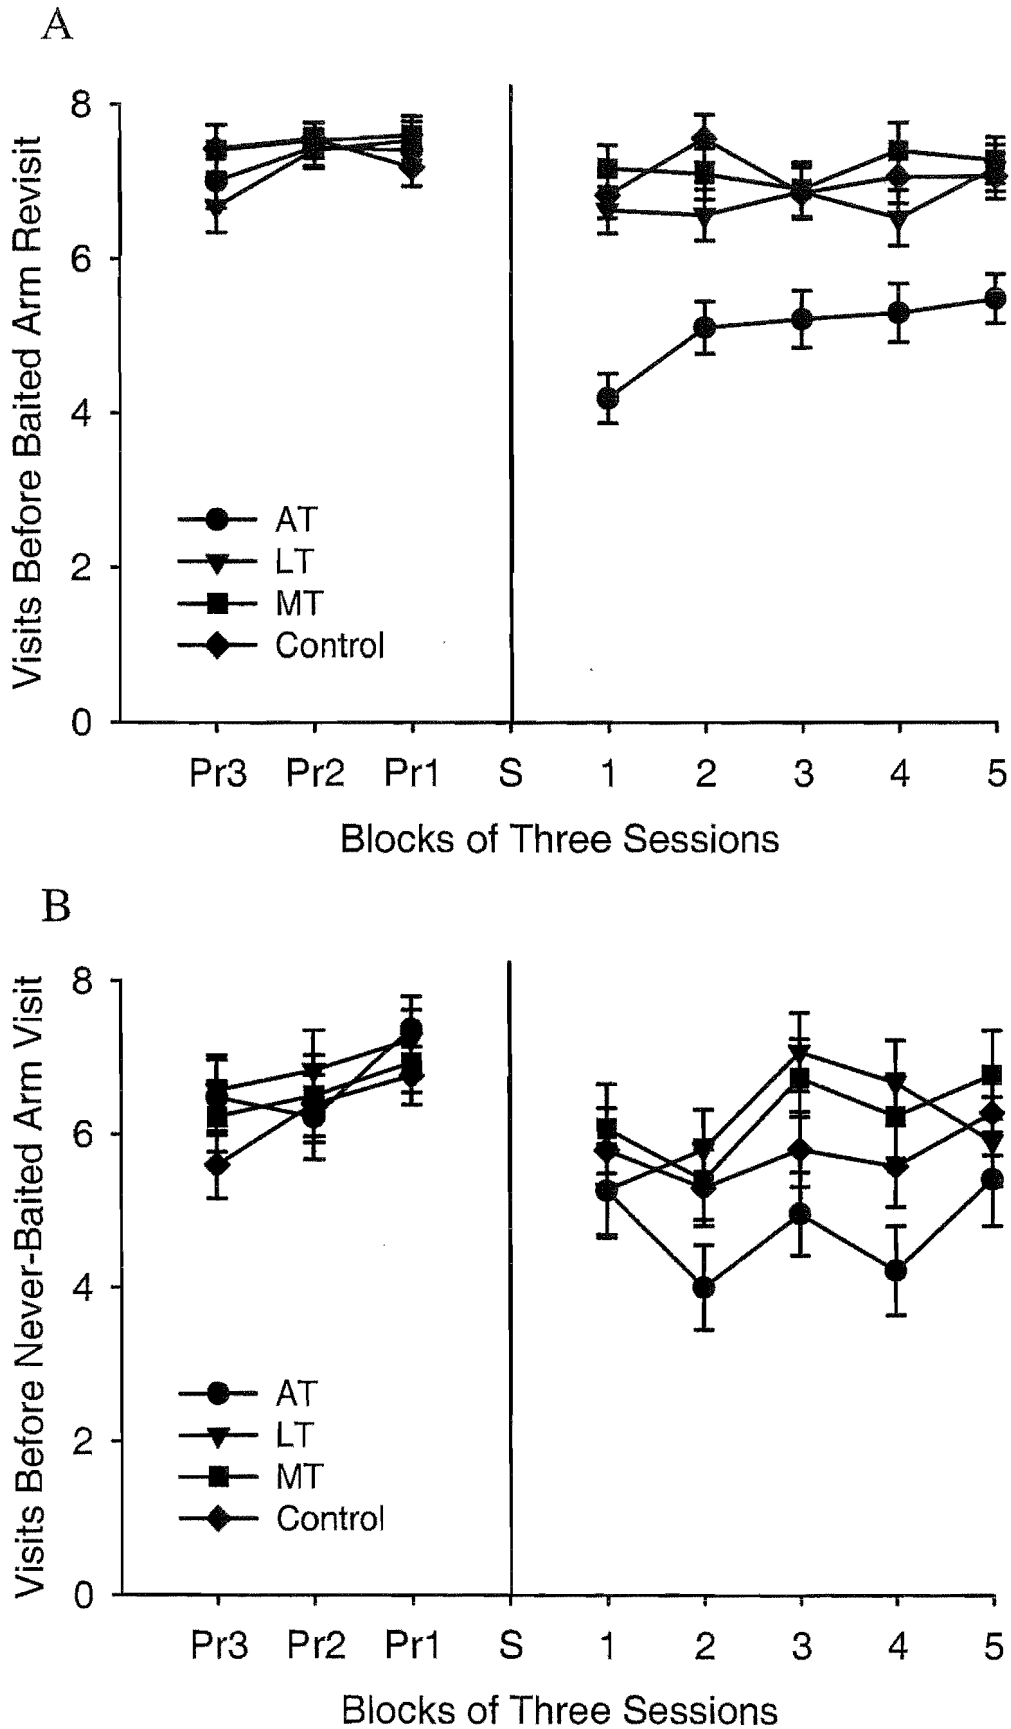 A
Visits Before Baited Arm Revisit
8
6
4
2
0
AT
LT
MT
Control
Pr3 Pr2 Pr1 S 1 2 3 4 5
Blocks of Three Sessions
B
Visits Before Never-Baited Arm Visit
8
6
4
2
0
AT
LT
MT
Control
Pr3 Pr2 Pr1 S 1 2 3 4 5
Blocks of Three Sessions